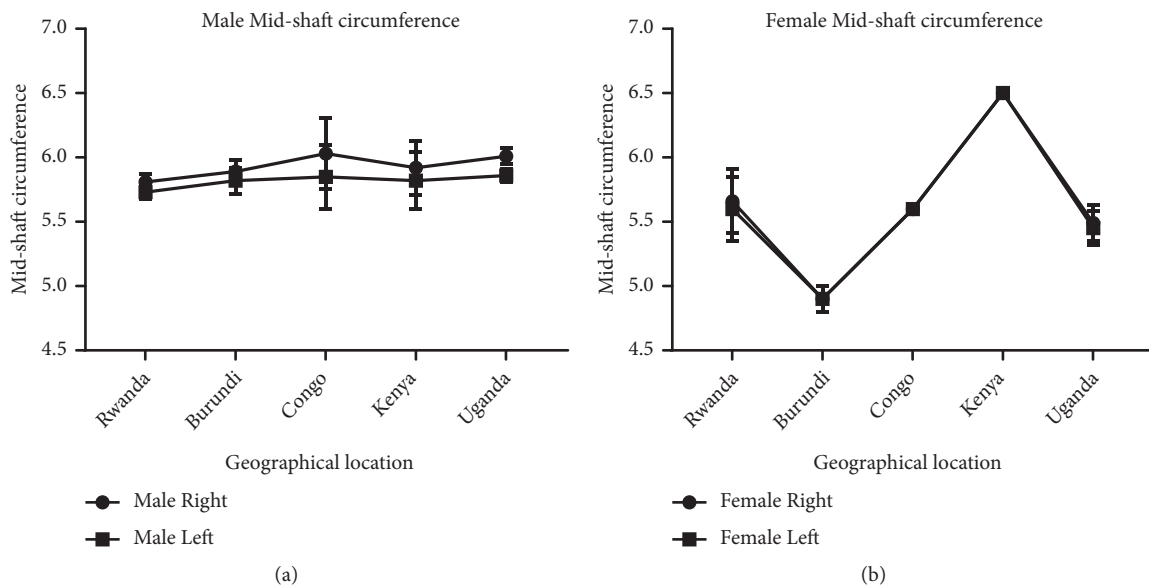 Male Mid-shaft circumference
7.0
6.5
6.0
5.5
5.0
4.5
Mid-shaft circumference
Rwanda
Burundi
Congo
Kenya
Uganda
Geographical location
Male Right
Male Left
(a)
Female Mid-shaft circumference
7.0
6.5
6.0
5.5
5.0
4.5
Mid-shaft circumference
Rwanda
Burundi
Congo
Kenya
Uganda
Geographical location
Female Right
Female Left
(b)